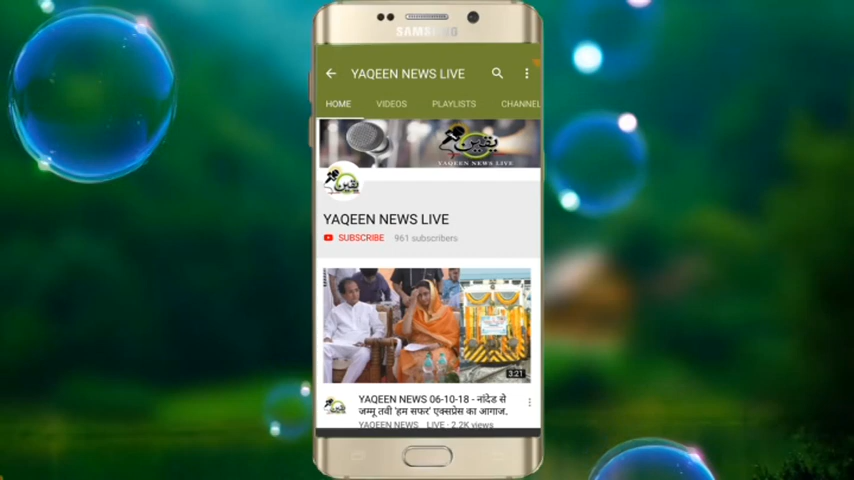 SAMSUNG
YAQEEN NEWS LIVE
HOME VIDEOS PLAYLISTS CHANNEL
یقین
YAQEEN NEWS LIVE
YAQEEN NEWS LIVE
SUBSCRIBE 961 subscribers
3:21
YAQEEN NEWS 06-10-18 - नांदेड से
जम्मू तवी 'हम सफर' एक्सप्रेस का आगाज.
YAQEEN NEWS LIVE · 2.2K views